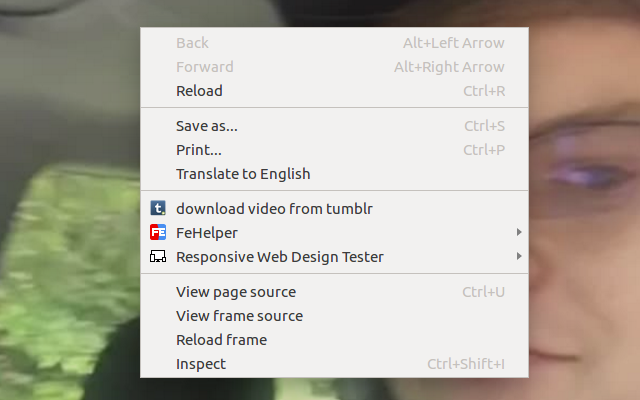 Back Alt+Left Arrow
Forward Alt+Right Arrow
Reload Ctrl+R
Save as... Ctrl+S
Print... Ctrl+P
Translate to English
t download video from tumblr
FE FeHelper
Responsive Web Design Tester
View page source Ctrl+U
View frame source
Reload frame
Inspect Ctrl+Shift+I